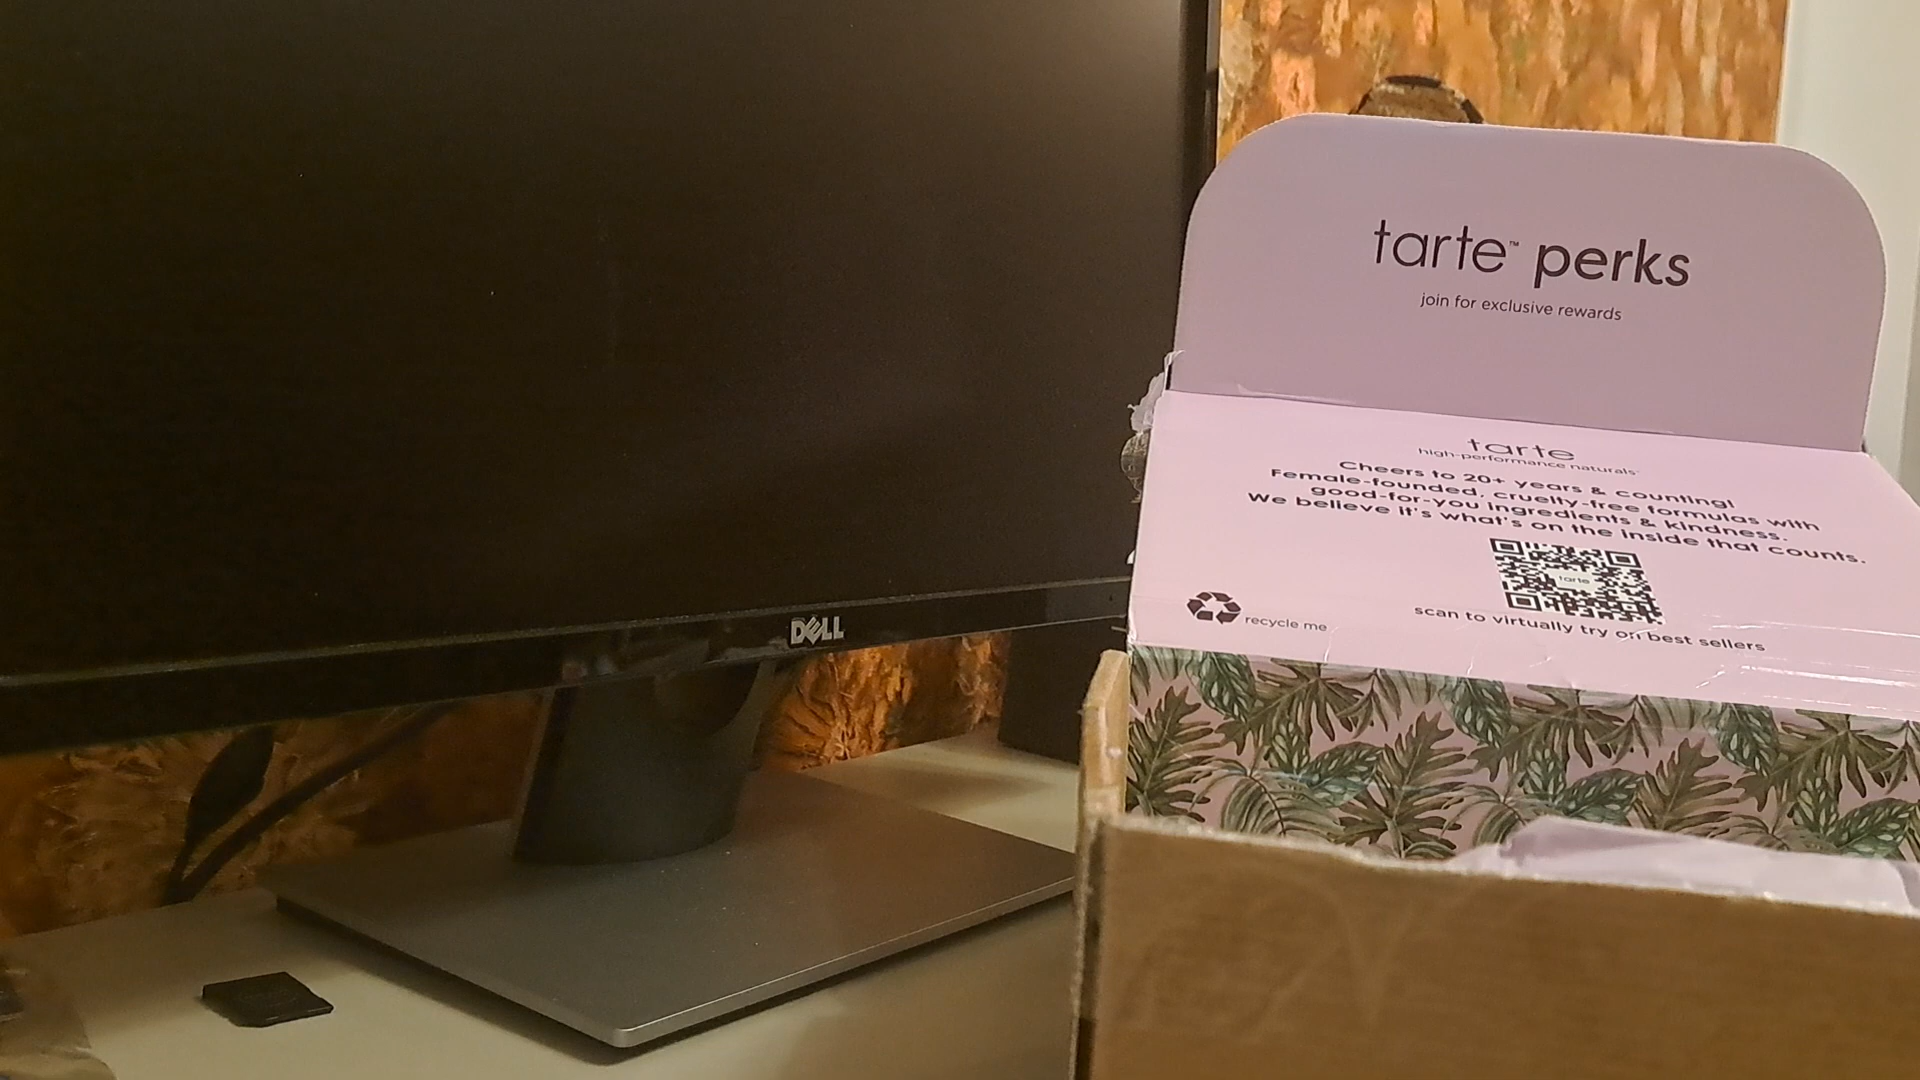 DELL
tarte™ perks
join for exclusive rewards
tarte
high-performance naturals™
Cheers to 20+ years & counting!
Female-founded, cruelty-free formulas with
good-for-you ingredients & kindness.
We believe it's what's on the inside that counts.
tarte
recycle me
scan to virtually try on best sellers